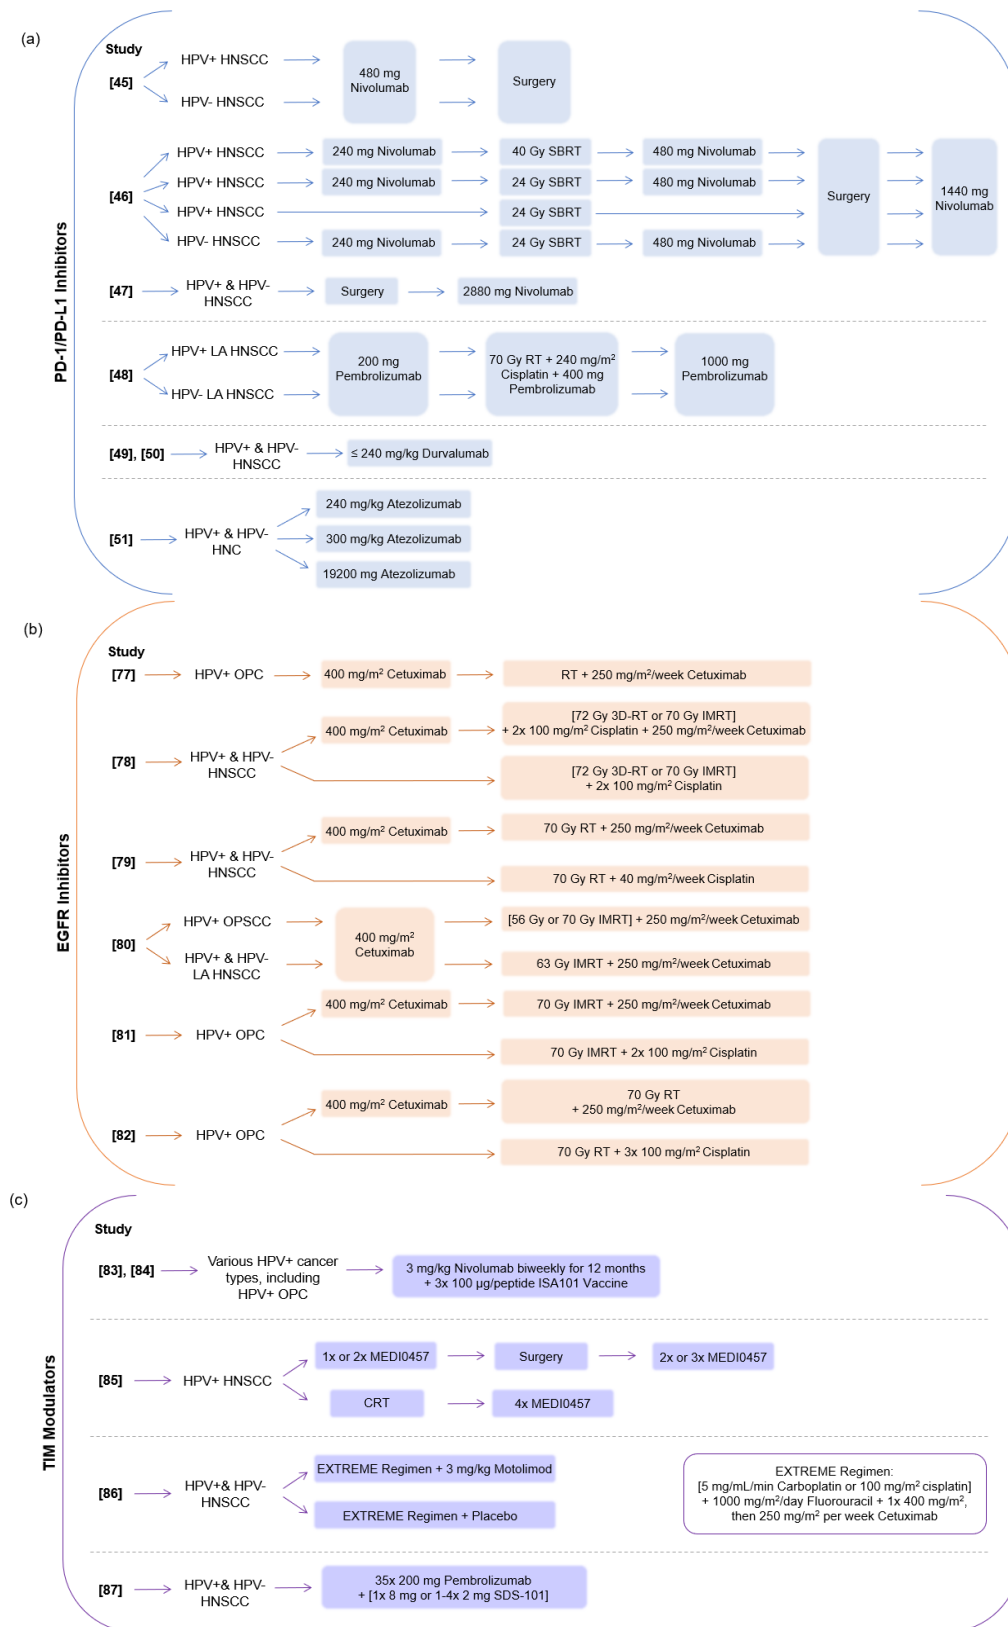 (a)
Study
PD-1/PD-L1 Inhibitors
[45]
HPV+ HNSCC
HPV- HNSCC
480 mg
Nivolumab
Surgery
[46]
HPV+ HNSCC
240 mg Nivolumab
40 Gy SBRT
480 mg Nivolumab
HPV+ HNSCC
240 mg Nivolumab
24 Gy SBRT
480 mg Nivolumab
HPV+ HNSCC
24 Gy SBRT
HPV- HNSCC
240 mg Nivolumab
24 Gy SBRT
480 mg Nivolumab
Surgery
1440 mg
Nivolumab
[47]
HPV+ & HPV-
HNSCC
Surgery
2880 mg Nivolumab
[48]
HPV+ LA HNSCC
HPV- LA HNSCC
200 mg
Pembrolizumab
70 Gy RT + 240 mg/m²
Cisplatin + 400 mg
Pembrolizumab
1000 mg
Pembrolizumab
[49], [50]
HPV+ & HPV-
HNSCC
≤ 240 mg/kg Durvalumab
[51]
HPV+ & HPV-
HNC
240 mg/kg Atezolizumab
300 mg/kg Atezolizumab
19200 mg Atezolizumab
(b)
Study
EGFR Inhibitors
[77]
HPV+ OPC
400 mg/m² Cetuximab
RT + 250 mg/m²/week Cetuximab
[78]
HPV+ & HPV-
HNSCC
400 mg/m² Cetuximab
[72 Gy 3D-RT or 70 Gy IMRT]
+ 2x 100 mg/m² Cisplatin + 250 mg/m²/week Cetuximab
[72 Gy 3D-RT or 70 Gy IMRT]
+ 2x 100 mg/m² Cisplatin
[79]
HPV+ & HPV-
HNSCC
400 mg/m² Cetuximab
70 Gy RT + 250 mg/m²/week Cetuximab
70 Gy RT + 40 mg/m²/week Cisplatin
[80]
HPV+ OPSCC
HPV+ & HPV-
LA HNSCC
400 mg/m²
Cetuximab
[56 Gy or 70 Gy IMRT] + 250 mg/m²/week Cetuximab
63 Gy IMRT + 250 mg/m²/week Cetuximab
[81]
HPV+ OPC
400 mg/m² Cetuximab
70 Gy IMRT + 250 mg/m²/week Cetuximab
70 Gy IMRT + 2x 100 mg/m² Cisplatin
[82]
HPV+ OPC
400 mg/m² Cetuximab
70 Gy RT
+ 250 mg/m²/week Cetuximab
70 Gy RT + 3x 100 mg/m² Cisplatin
(c)
Study
TIM Modulators
[83], [84]
Various HPV+ cancer
types, including
HPV+ OPC
3 mg/kg Nivolumab biweekly for 12 months
+ 3x 100 µg/peptide ISA101 Vaccine
[85]
HPV+ HNSCC
1x or 2x MEDI0457
Surgery
2x or 3x MEDI0457
CRT
4x MEDI0457
[86]
HPV+& HPV-
HNSCC
EXTREME Regimen + 3 mg/kg Motolimod
EXTREME Regimen + Placebo
EXTREME Regimen:
[5 mg/mL/min Carboplatin or 100 mg/m² cisplatin]
+ 1000 mg/m²/day Fluorouracil + 1x 400 mg/m²,
then 250 mg/m² per week Cetuximab
[87]
HPV+& HPV-
HNSCC
35x 200 mg Pembrolizumab
+ [1x 8 mg or 1-4x 2 mg SDS-101]